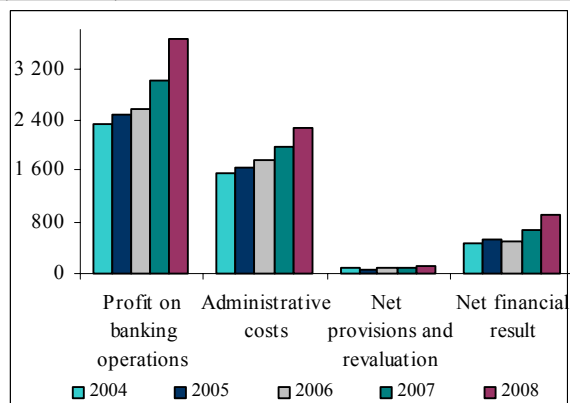 3 200
2 400
1 600
800
0
Profit on banking operations
Administrative costs
Net provisions and revaluation
Net financial result
2004 2005 2006 2007 2008